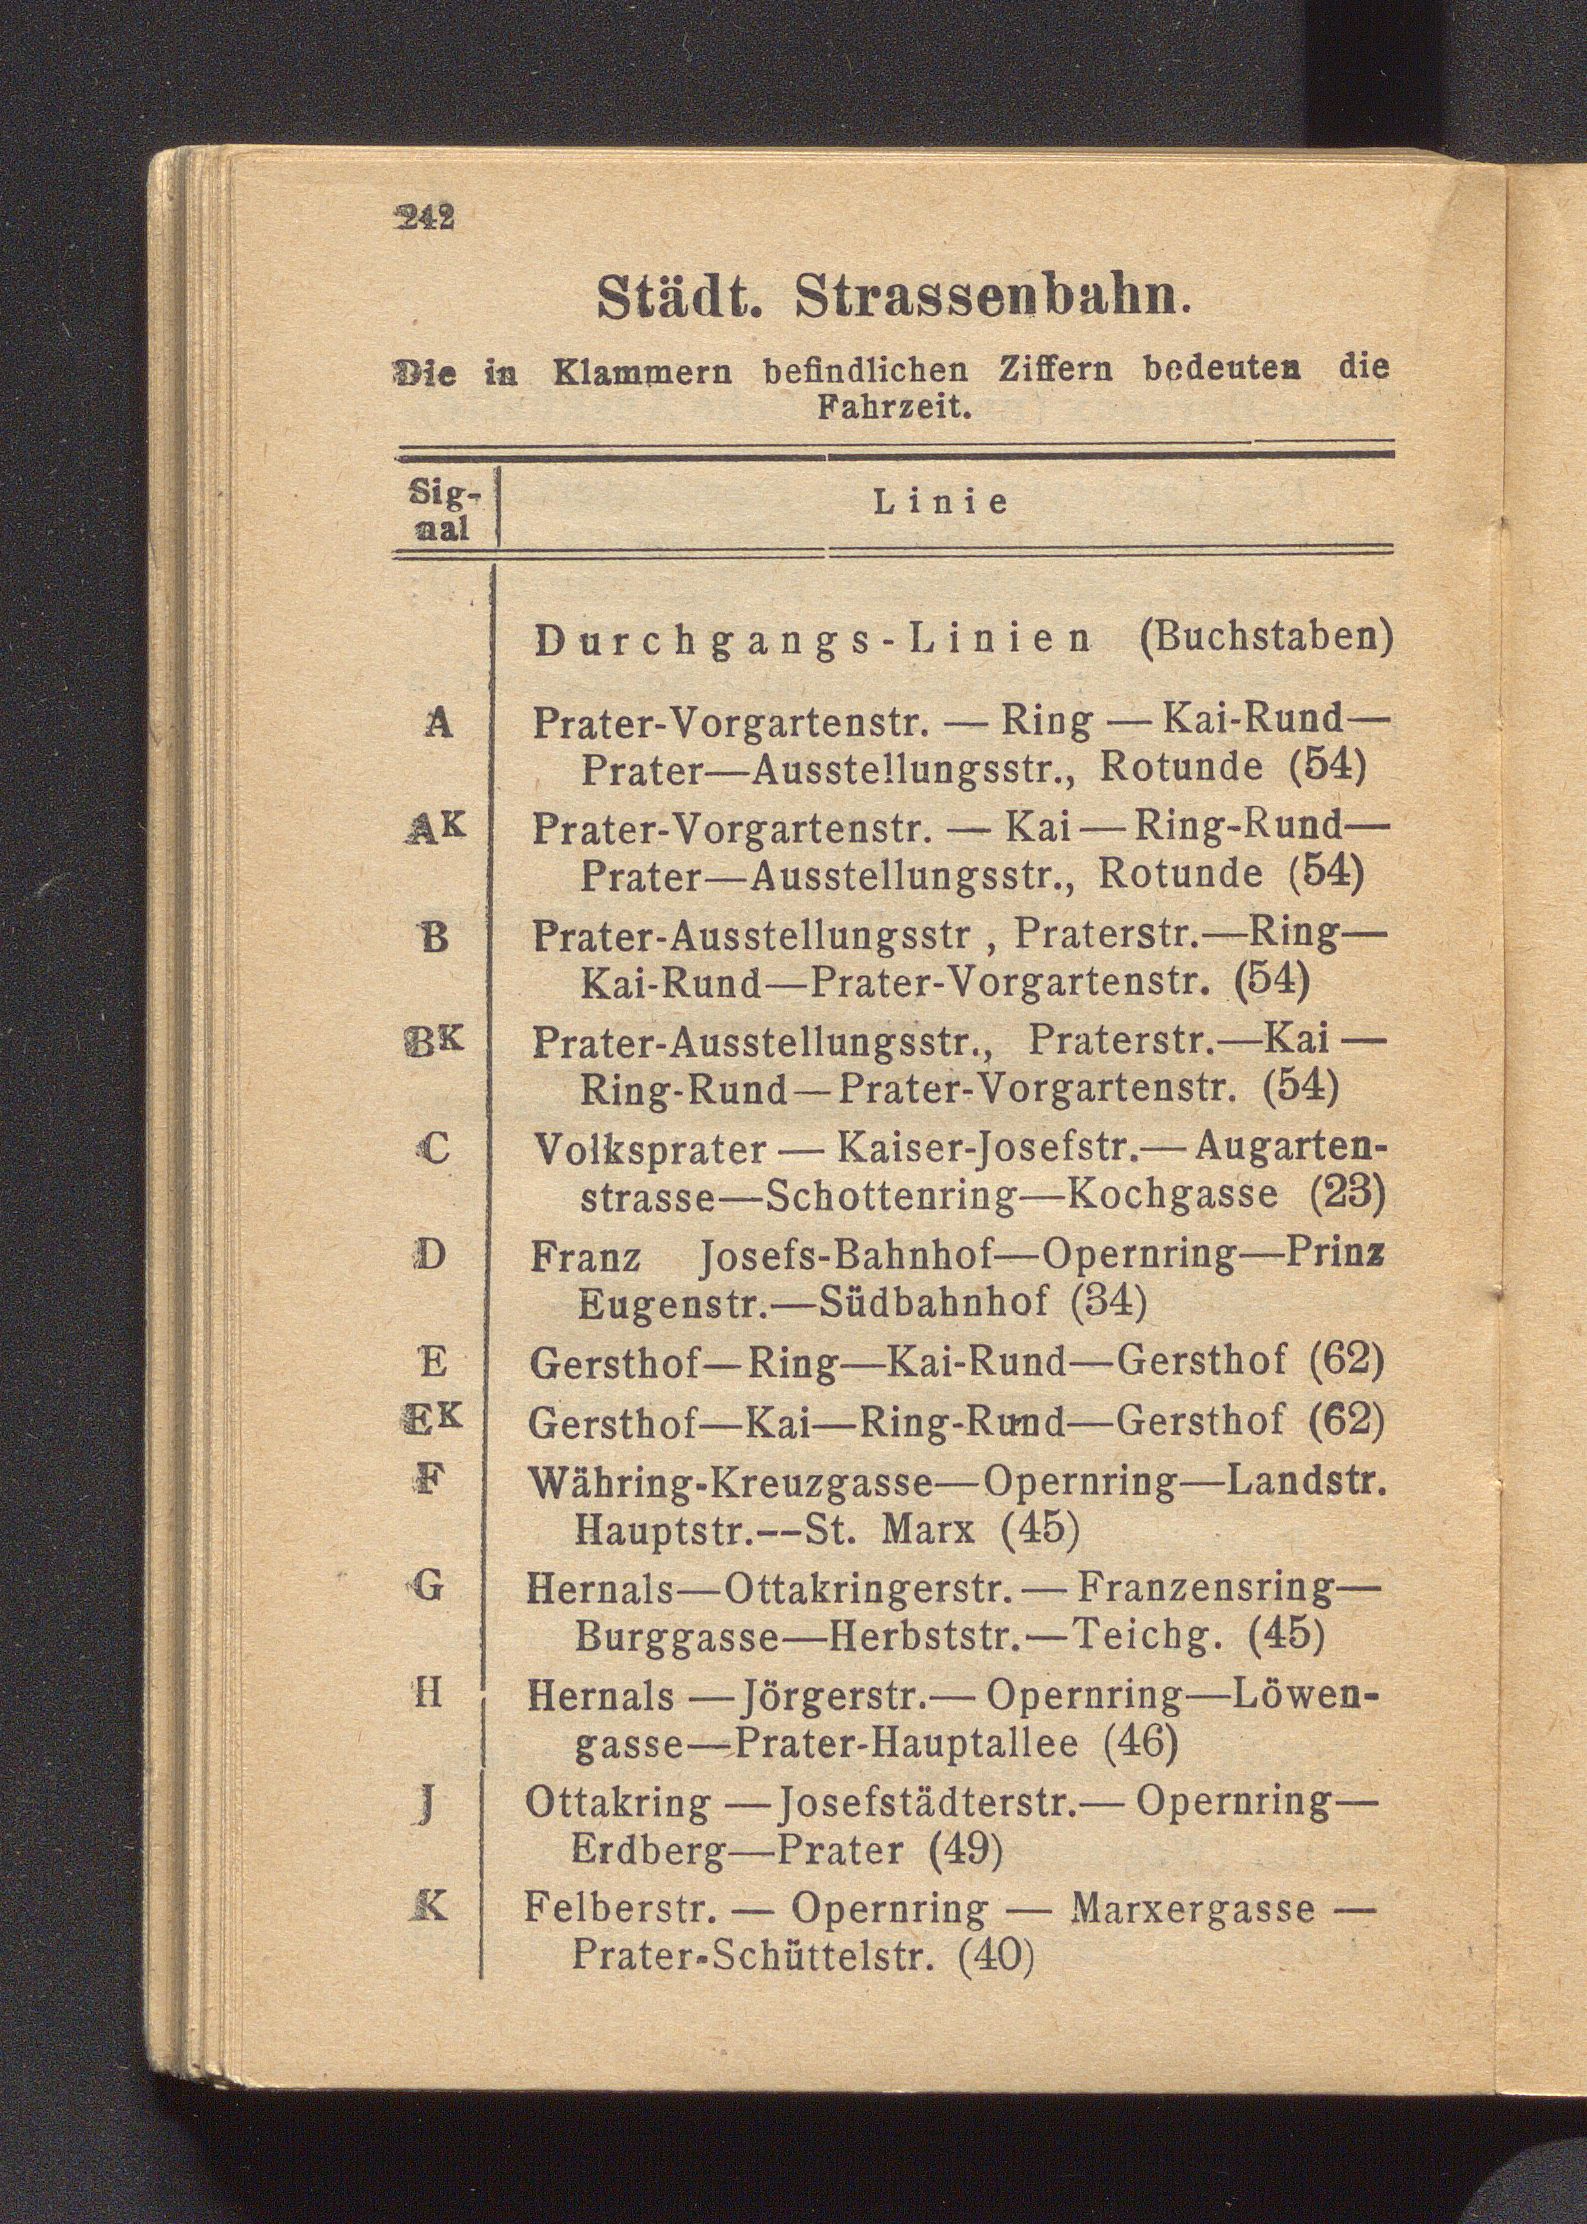 242
Städt. Strassenbahn.
Die in Klammern befindlichen Ziffern bedeuten die
Fahrzeit.
Sig-
nal
Linie
Durchgangs-Linien (Buchstaben)
A Prater-Vorgartenstr. — Ring — Kai-Rund—
Prater—Ausstellungsstr., Rotunde (54)
AK Prater-Vorgartenstr. — Kai — Ring-Rund—
Prater—Ausstellungsstr., Rotunde (54)
B Prater-Ausstellungsstr , Praterstr.—Ring—
Kai-Rund—Prater-Vorgartenstr. (54)
BK Prater-Ausstellungsstr., Praterstr.—Kai —
Ring-Rund—Prater-Vorgartenstr. (54)
C Volksprater — Kaiser-Josefstr.— Augarten-
strasse—Schottenring—Kochgasse (23)
D Franz Josefs-Bahnhof—Opernring—Prinz
Eugenstr.—Südbahnhof (34)
E Gersthof—Ring—Kai-Rund—Gersthof (62)
EK Gersthof—Kai—Ring-Rund—Gersthof (62)
F Währing-Kreuzgasse—Opernring—Landstr.
Hauptstr.--St. Marx (45)
G Hernals—Ottakringerstr. — Franzensring—
Burggasse—Herbststr.—Teichg. (45)
H Hernals — Jörgerstr.— Opernring—Löwen-
gasse—Prater-Hauptallee (46)
J Ottakring — Josefstädterstr.— Opernring—
Erdberg—Prater (49)
K Felberstr. — Opernring — Marxergasse —
Prater-Schüttelstr. (40)